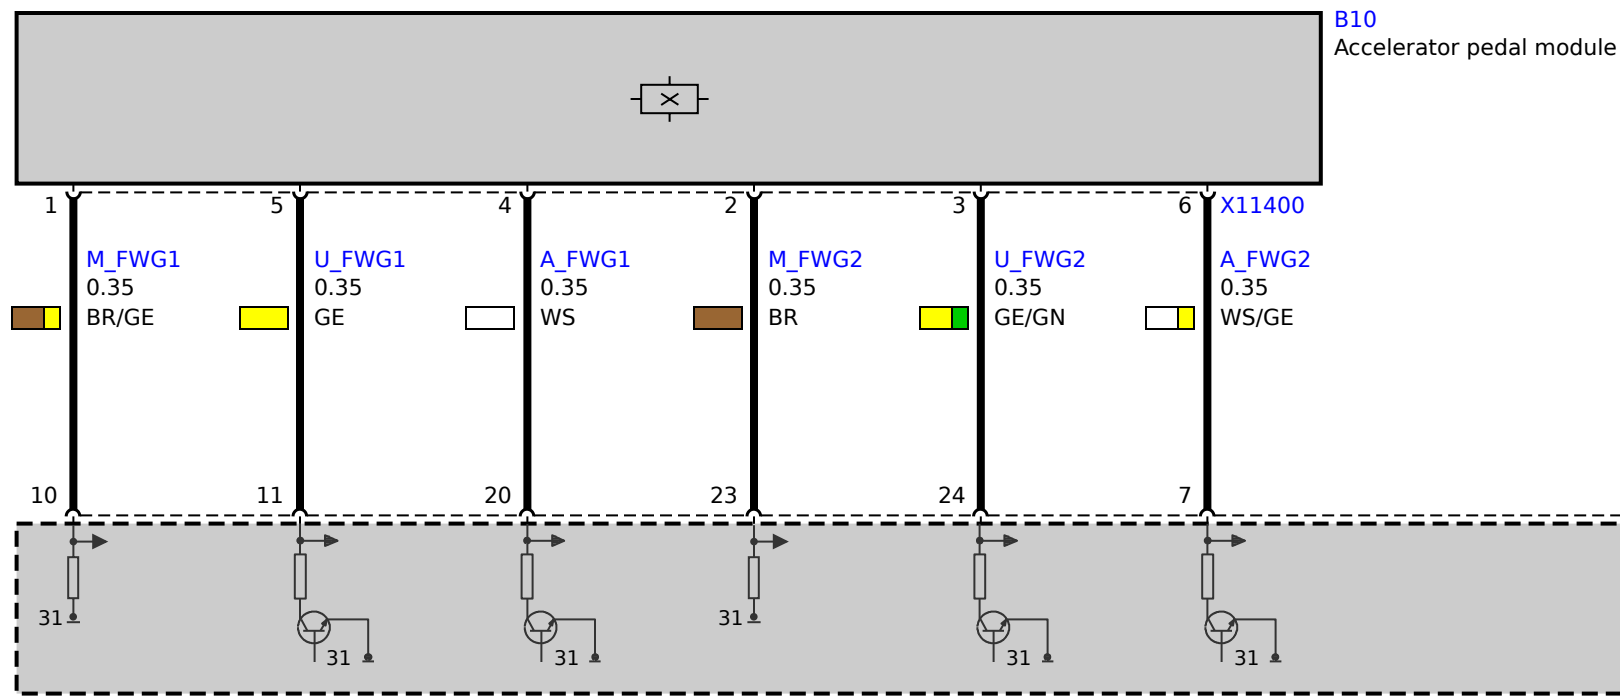 B10
Accelerator pedal module
1 5 4 2 3 6 X11400
M_FWG1 U_FWG1 A_FWG1 M_FWG2 U_FWG2 A_FWG2
0.35 0.35 0.35 0.35 0.35 0.35
BR/GE GE WS BR GE/GN WS/GE
10 11 20 23 24 7
31 31
31 31 31 31